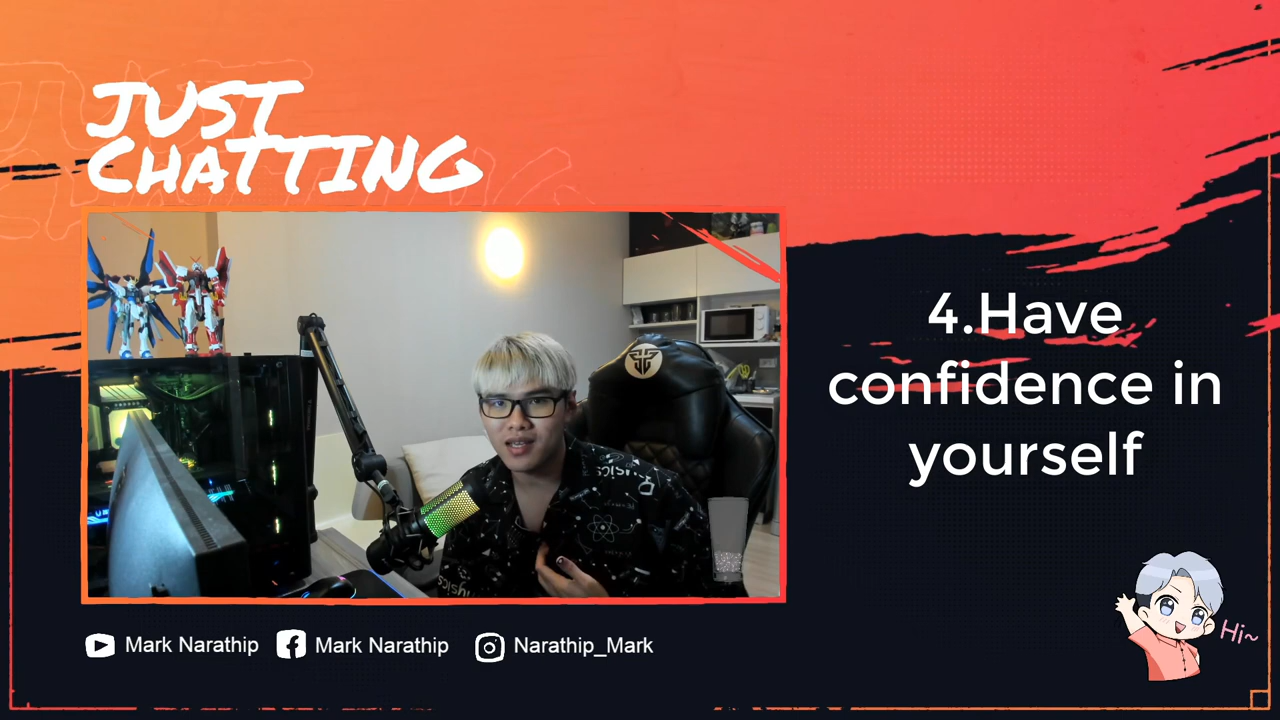 JUST
CHATTING
4.Have
confidence in
yourself
Mark Narathip
Mark Narathip
Narathip_Mark
Hi~